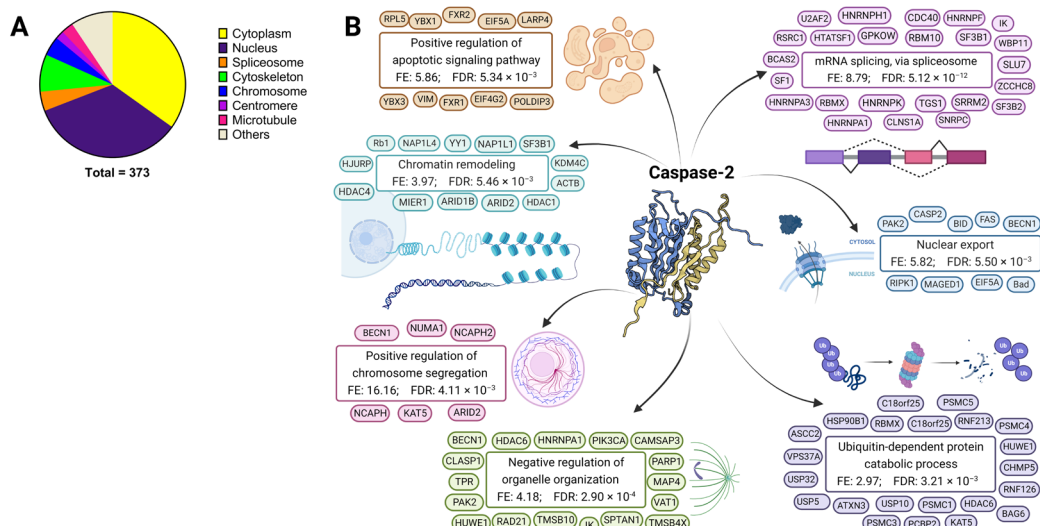 A
Cytoplasm
Nucleus
Spliceosome
Cytoskeleton
Chromosome
Centromere
Microtubule
Others
Total = 373
B
RPL5 YBX1 FXR2 EIF5A LARP4
Positive regulation of
apoptotic signaling pathway
FE: 5.86; FDR: 5.34 × 10⁻³
YBX3 VIM FXR1 EIF4G2 POLDIP3
U2AF2 HNRNPH1 CDC40 HNRNPF IK
RSRC1 HTATSF1 GPKOW RBM10 SF3B1 WBP11
BCAS2 SLU7
mRNA splicing, via spliceosome
FE: 8.79; FDR: 5.12 × 10⁻¹²
SF1 ZCCHC8
HNRNPA3 RBMX HNRNPK TGS1 SRRM2 SF3B2
HNRNPA1 CLNS1A SNRPC
Rb1 NAP1L4 YY1 NAP1L1 SF3B1
HJURP KDM4C
Chromatin remodeling
FE: 3.97; FDR: 5.46 × 10⁻³
HDAC4 ACTB
MIER1 ARID1B ARID2 HDAC1
Caspase-2
PAK2 CASP2 BID FAS BECN1
CYTOSOL
NUCLEUS
Nuclear export
FE: 5.82; FDR: 5.50 × 10⁻³
RIPK1 MAGED1 EIF5A Bad
BECN1 NUMA1 NCAPH2
Positive regulation of
chromosome segregation
FE: 16.16; FDR: 4.11 × 10⁻³
NCAPH KAT5 ARID2
Ub Ub Ub Ub Ub Ub Ub Ub
C18orf25 PSMC5
HSP90B1 RBMX C18orf25 RNF213 PSMC4
ASCC2 HUWE1
VPS37A CHMP5
USP32 RNF126
Ubiquitin-dependent protein
catabolic process
FE: 2.97; FDR: 3.21 × 10⁻³
USP5 ATXN3 USP10 PSMC1 HDAC6 BAG6
PSMC3 PCBP2 KAT5
BECN1 HDAC6 HNRNPA1 PIK3CA CAMSAP3
CLASP1 PARP1
TPR MAP4
PAK2 VAT1
Negative regulation of
organelle organization
FE: 4.18; FDR: 2.90 × 10⁻⁴
HUWE1 RAD21 TMSB10 IK SPTAN1 TMSB4X